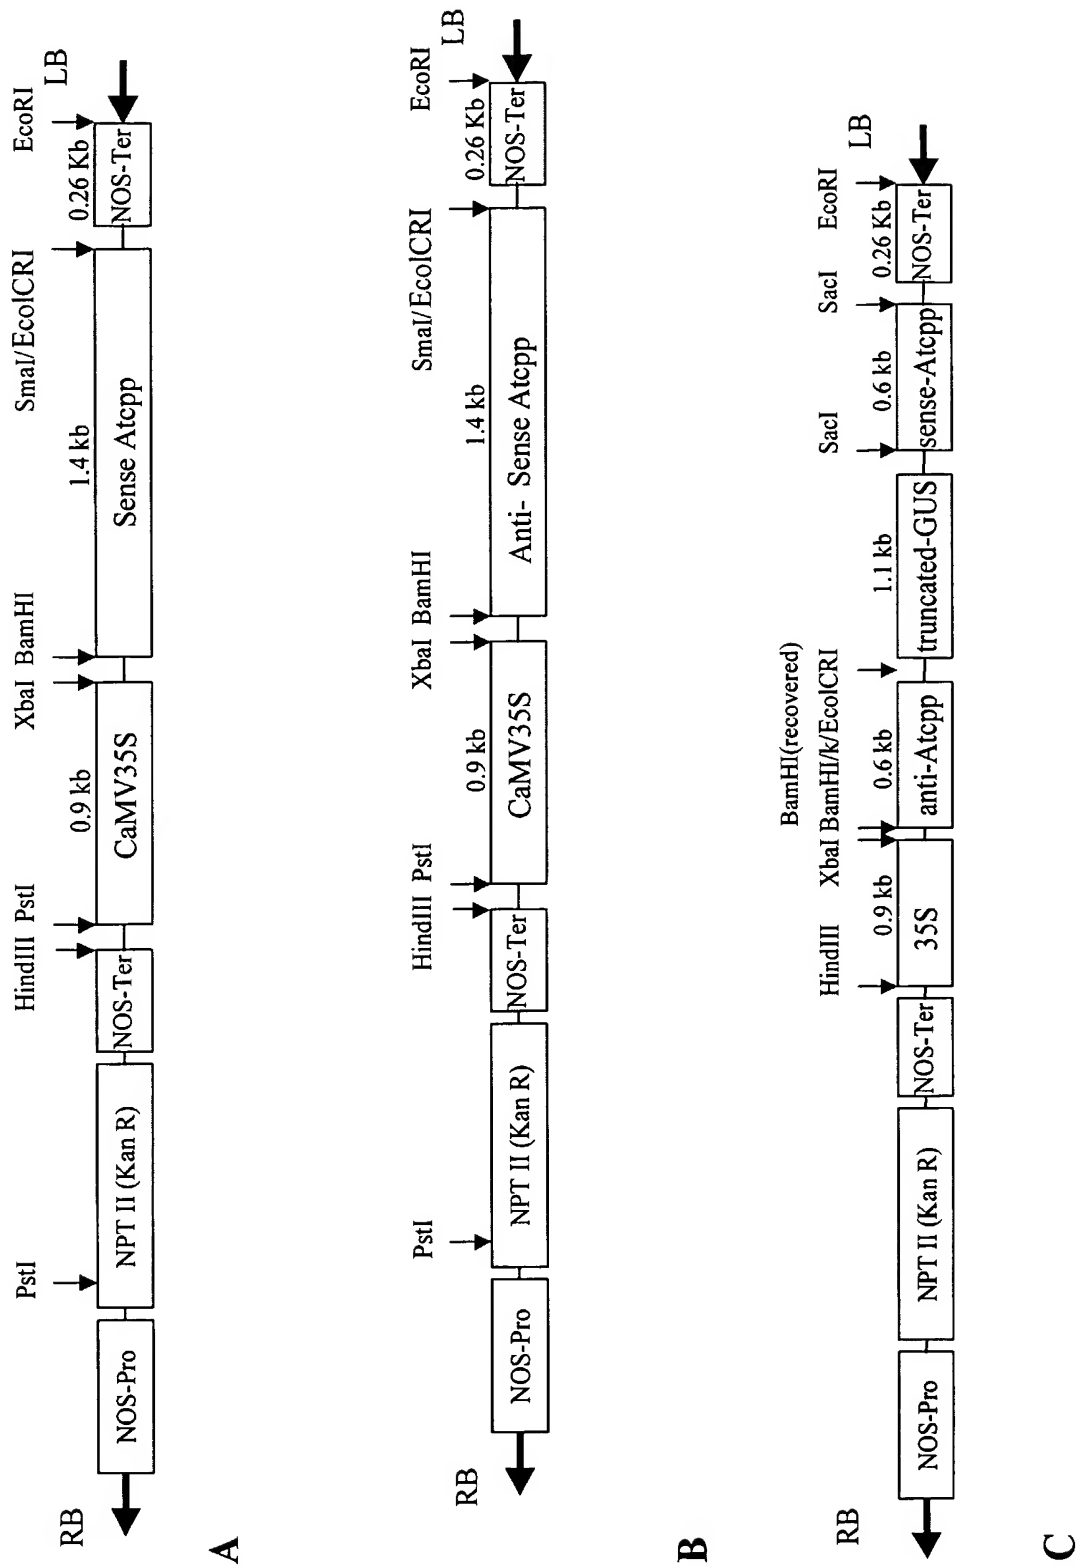 RB
PstI
HindIII
PstI
XbaI
BamHI
SmaI/EcolCRI
EcoRI
LB
0.9 kb
1.4 kb
0.26 Kb
NOS-Pro
NPT II (Kan R)
NOS-Ter
CaMV35S
Sense Atcpp
NOS-Ter
A
RB
PstI
HindIII
PstI
XbaI
BamHI
SmaI/EcolCRI
EcoRI
LB
0.9 kb
1.4 kb
0.26 Kb
NOS-Pro
NPT II (Kan R)
NOS-Ter
CaMV35S
Anti- Sense Atcpp
NOS-Ter
B
BamHI(recovered)
RB
HindIII
XbaI
BamHI/k/EcolCRI
SacI
SacI
EcoRI
LB
0.9 kb
0.6 kb
1.1 kb
0.6 kb
0.26 Kb
NOS-Pro
NPT II (Kan R)
NOS-Ter
35S
anti-Atcpp
truncated-GUS
sense-Atcpp
NOS-Ter
C